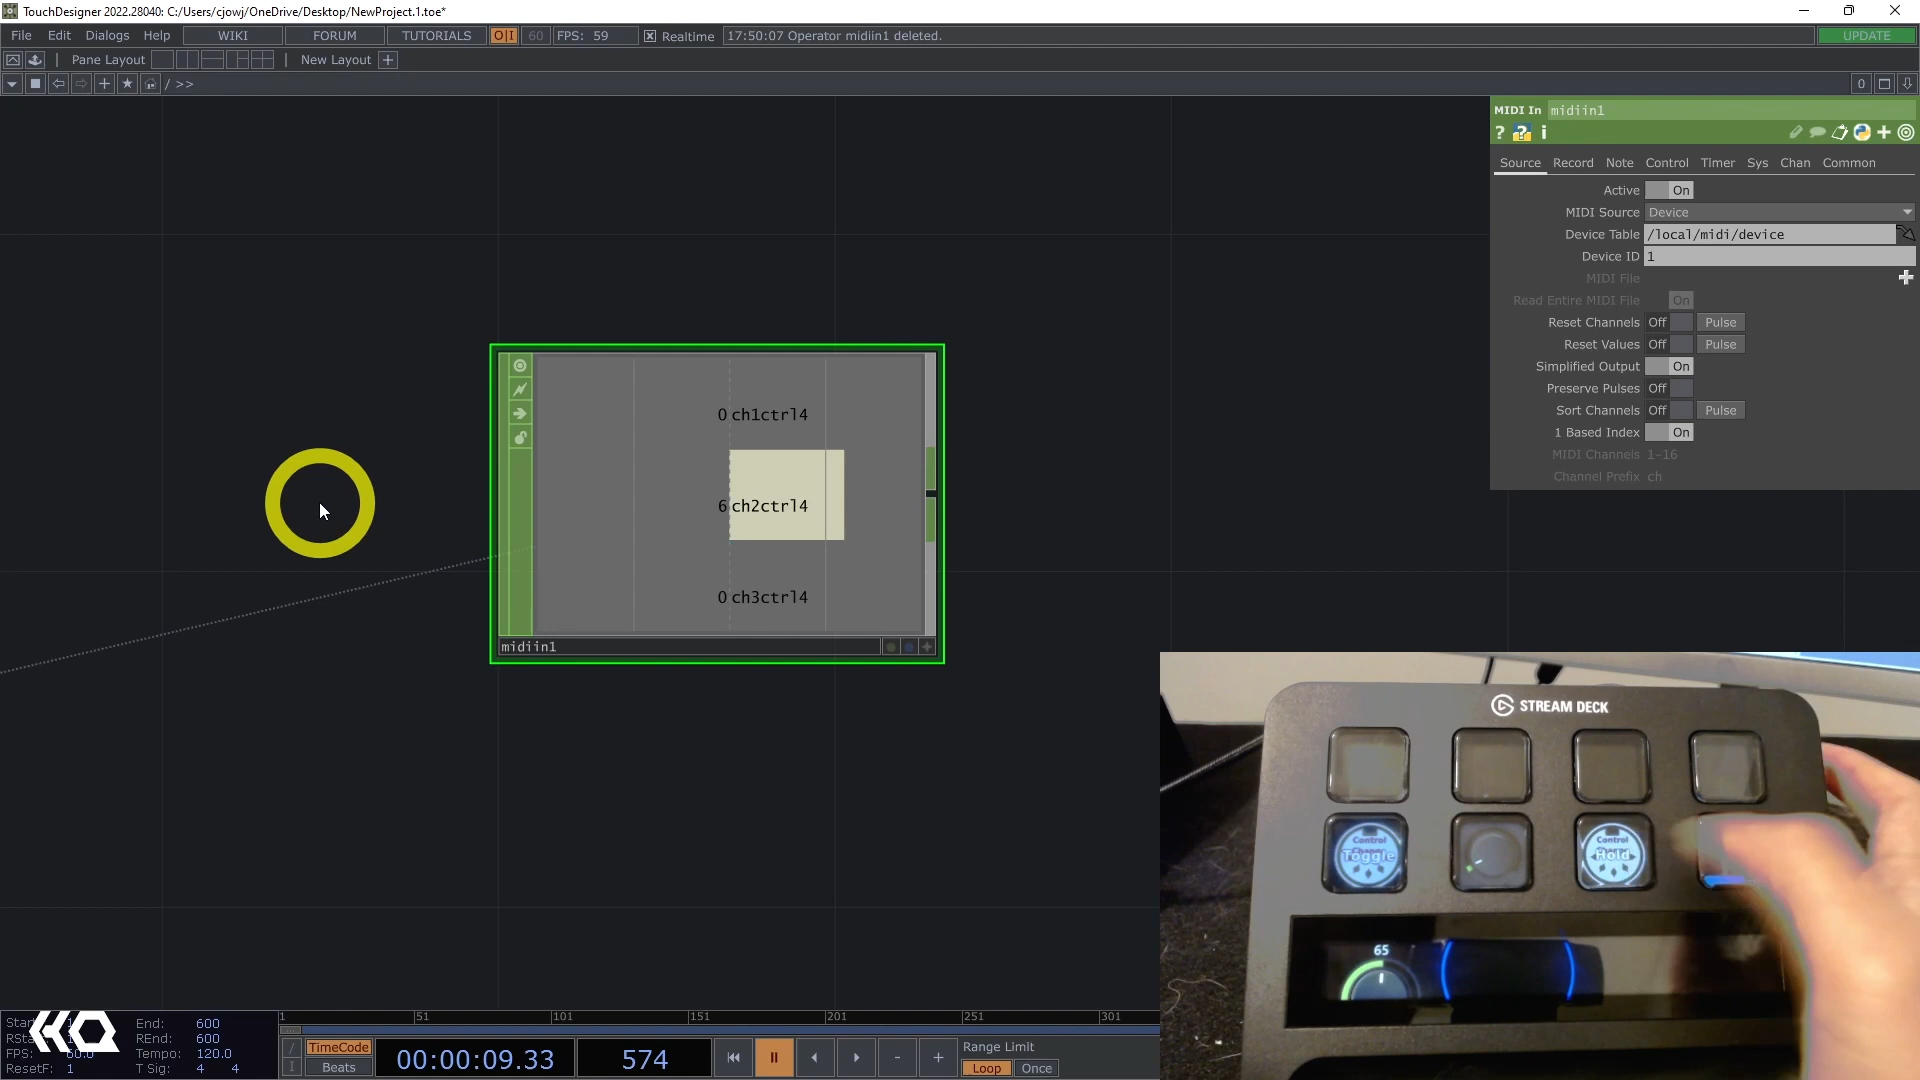 TouchDesigner 2022.28040: C:/Users/cjowj/OneDrive/Desktop/NewProject.1.toe*
File Edit Dialogs Help WIKI FORUM TUTORIALS O|I 60 FPS: 59 Realtime 17:50:07 Operator midiin1 deleted. UPDATE
Pane Layout New Layout +
/ >> 0
MIDI In midiin1
? ? i
Source Record Note Control Timer Sys Chan Common
Active On
MIDI Source Device
Device Table /local/midi/device
Device ID 1
MIDI File
Read Entire MIDI File On
Reset Channels Off Pulse
Reset Values Off Pulse
Simplified Output On
Preserve Pulses Off
Sort Channels Off Pulse
1 Based Index On
MIDI Channels 1-16
Channel Prefix ch
0 ch1ctrl4
6 ch2ctrl4
0 ch3ctrl4
midiin1
STREAM DECK
Control
Toggle
Control
Hold
65
HQ
End: 600
REnd: 600
FPS: 60.0 Tempo: 120.0
ResetF: 1 T Sig: 4 4
1 51 101 151 201 251 301
TimeCode
Beats
00:00:09.33 574
Range Limit
Loop Once